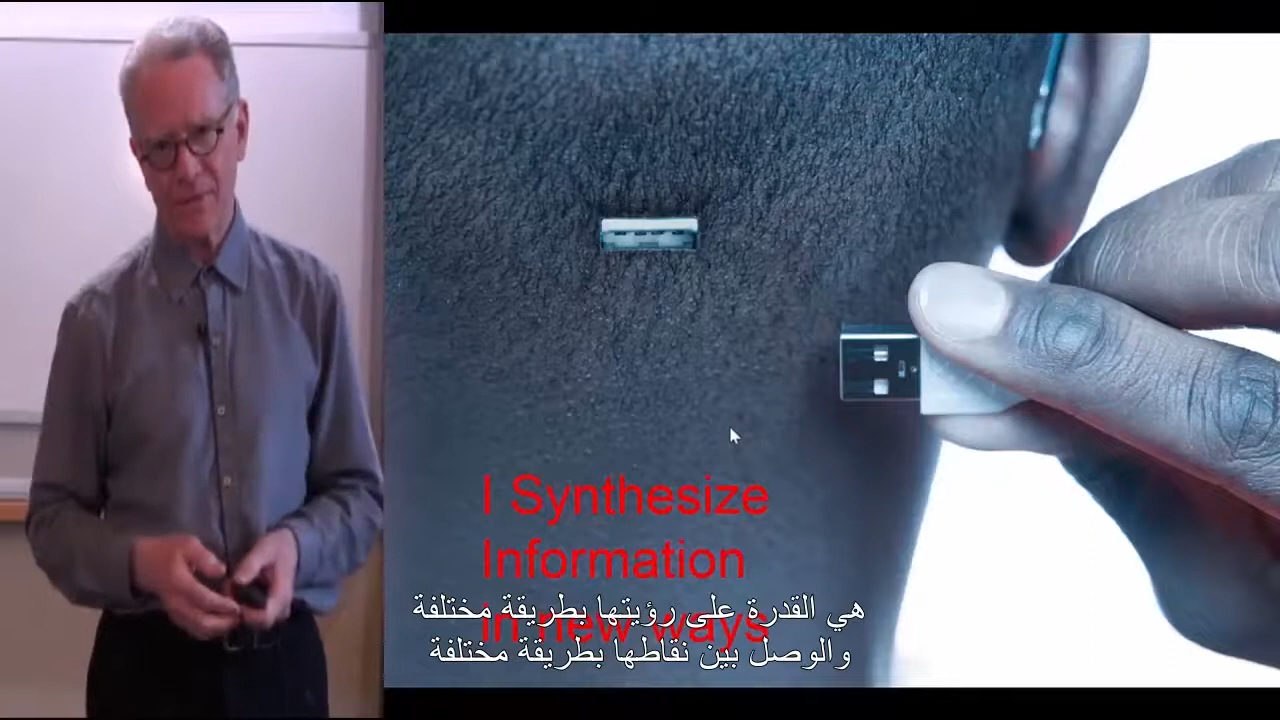 I Synthesize
Information
in new ways
هي القدرة على رؤيتها بطريقة مختلفة
والوصل بين نقاطها بطريقة مختلفة